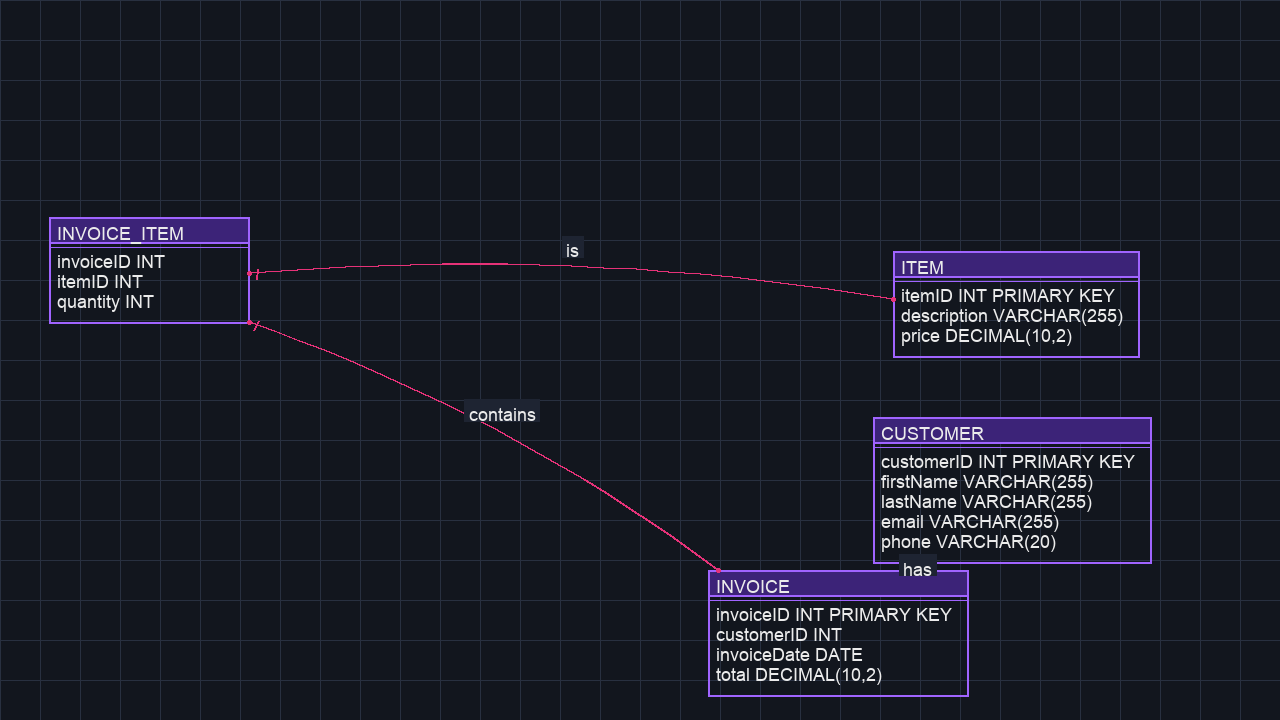 INVOICE_ITEM
invoiceID INT
itemID INT
quantity INT
is
ITEM
itemID INT PRIMARY KEY
description VARCHAR(255)
price DECIMAL(10,2)
contains
CUSTOMER
customerID INT PRIMARY KEY
firstName VARCHAR(255)
lastName VARCHAR(255)
email VARCHAR(255)
phone VARCHAR(20)
has
INVOICE
invoiceID INT PRIMARY KEY
customerID INT
invoiceDate DATE
total DECIMAL(10,2)